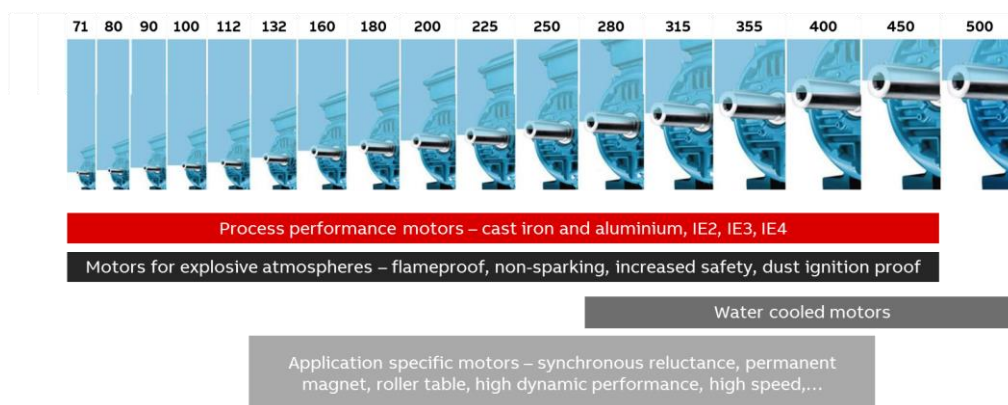 71 80 90 100 112 132 160 180 200 225 250 280 315 355 400 450 500
Process performance motors – cast iron and aluminium, IE2, IE3, IE4
Motors for explosive atmospheres – flameproof, non-sparking, increased safety, dust ignition proof
Water cooled motors
Application specific motors – synchronous reluctance, permanent
magnet, roller table, high dynamic performance, high speed,...